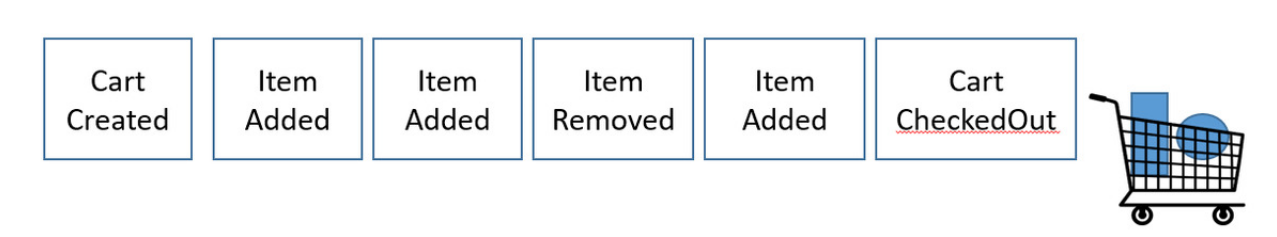 Cart
Created
Item
Added
Item
Added
Item
Removed
Item
Added
Cart
CheckedOut